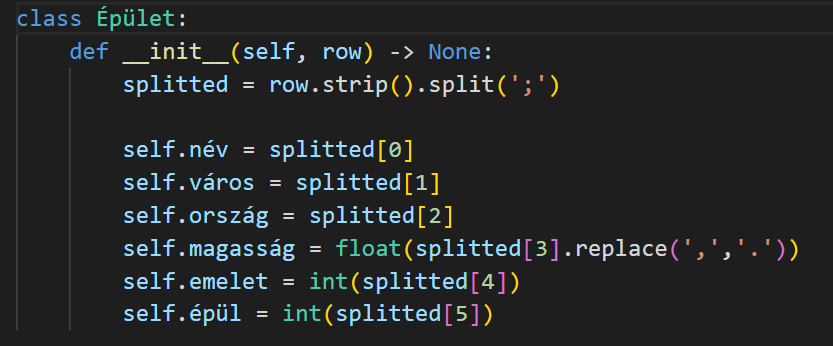 class Épület:
    def __init__(self, row) -> None:
        splitted = row.strip().split(';')

        self.név = splitted[0]
        self.város = splitted[1]
        self.ország = splitted[2]
        self.magasság = float(splitted[3].replace(',','.'))
        self.emelet = int(splitted[4])
        self.épül = int(splitted[5])